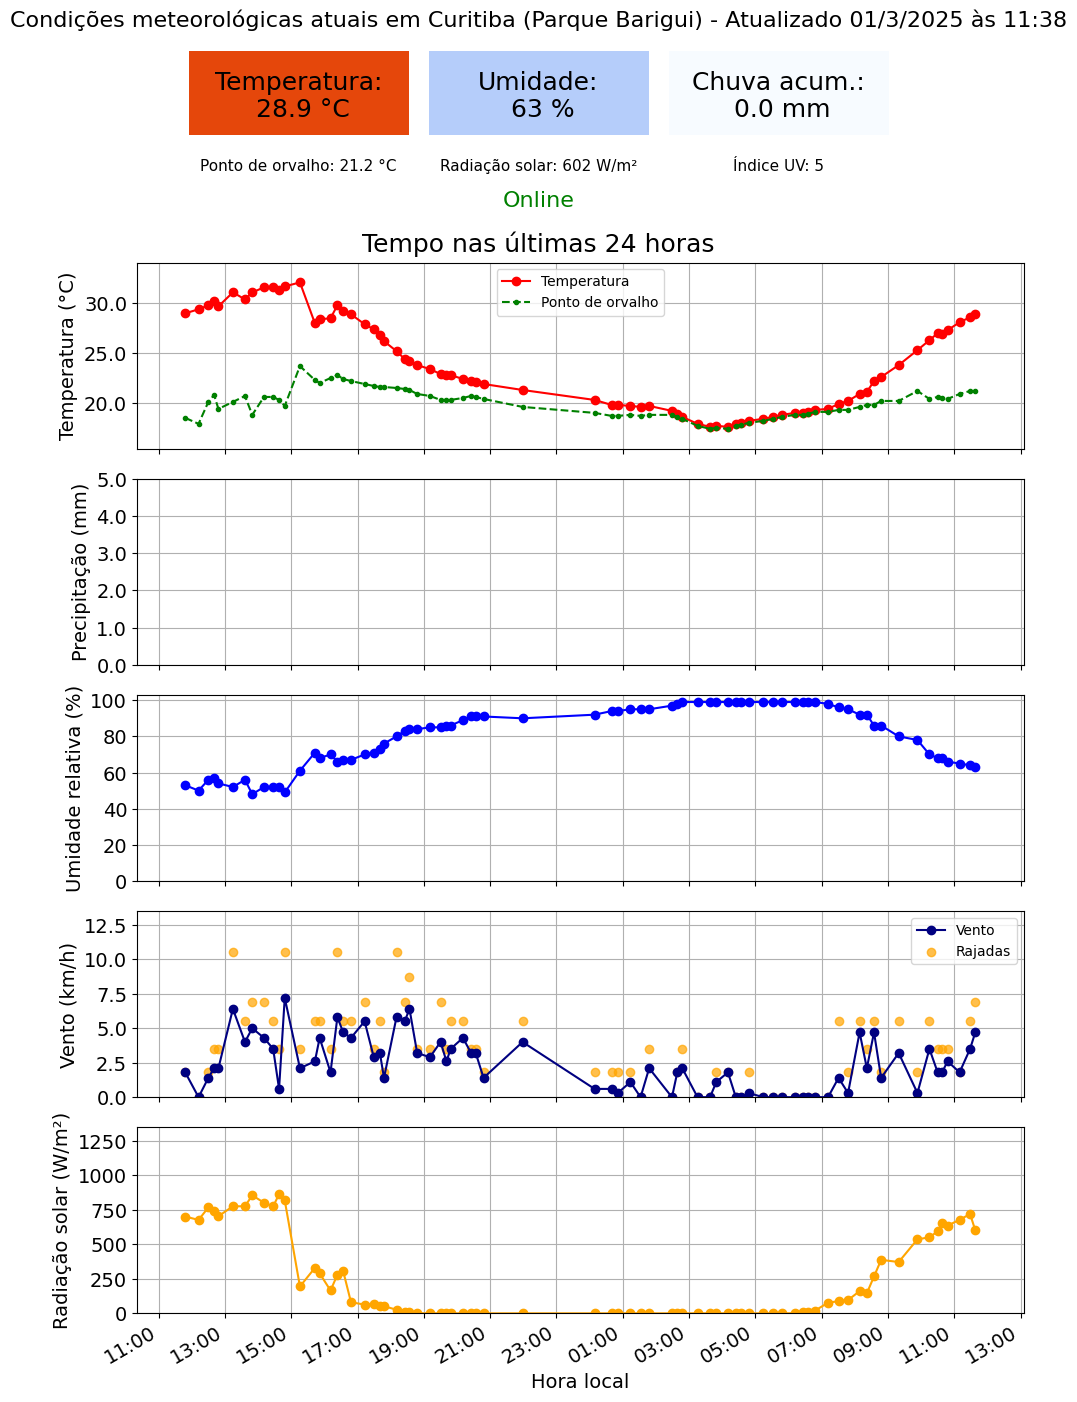 Condições meteorológicas atuais em Curitiba (Parque Barigui) - Atualizado 01/3/2025 às 11:38
Temperatura:
28.9 °C
Umidade:
63 %
Chuva acum.:
0.0 mm
Ponto de orvalho: 21.2 °C
Radiação solar: 602 W/m²
Índice UV: 5
Online
Tempo nas últimas 24 horas
Temperatura (°C)
30.0
25.0
20.0
Temperatura
Ponto de orvalho
Precipitação (mm)
5.0
4.0
3.0
2.0
1.0
0.0
Umidade relativa (%)
100
80
60
40
20
0
Vento (km/h)
12.5
10.0
7.5
5.0
2.5
0.0
Vento
Rajadas
Radiação solar (W/m²)
1250
1000
750
500
250
0
11:00
13:00
15:00
17:00
19:00
21:00
23:00
01:00
03:00
05:00
07:00
09:00
11:00
13:00
Hora local